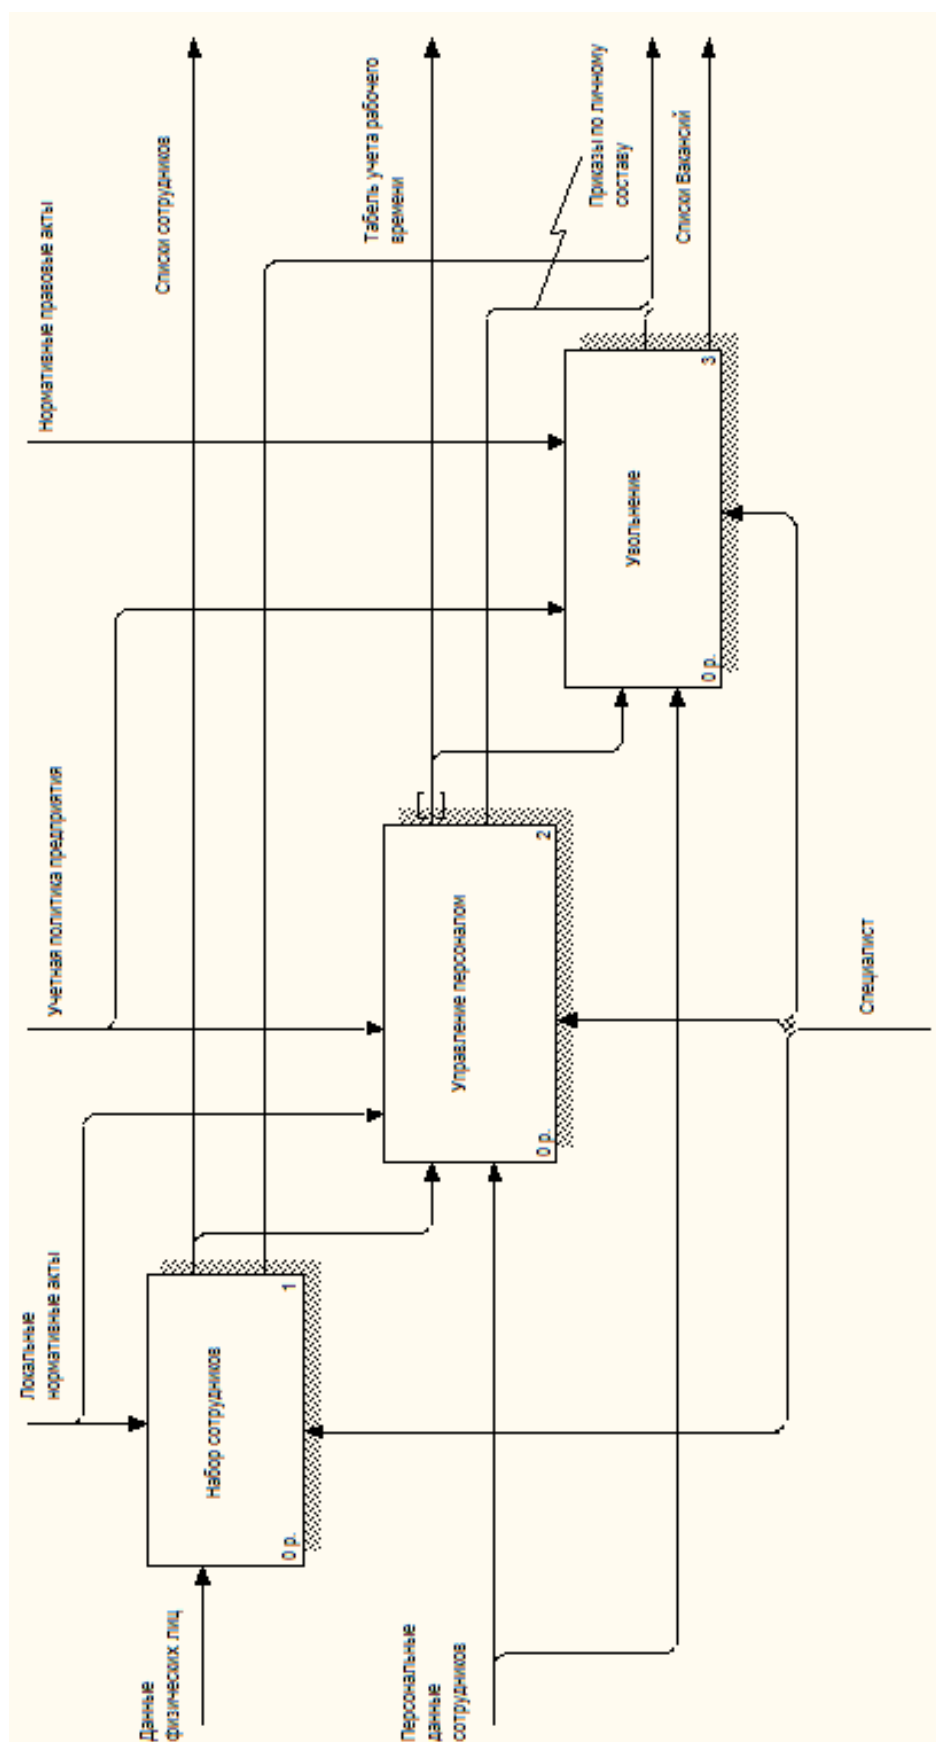 Локальные
нормативные акты
Учетная политика предприятия
Нормативные правовые акты
Данные
физических лиц
Набор сотрудников
0 р.
1
Списки сотрудников
Персональные
данные
сотрудников
Управление персоналом
0 р.
2
Табель учета рабочего
времени
Увольнение
0 р.
3
Приказы по личному
составу
Списки Вакансий
Специалист